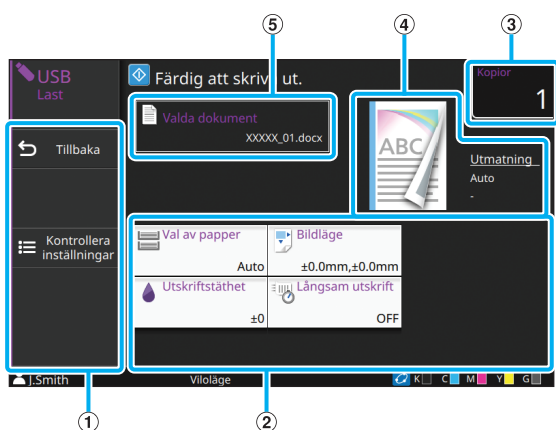 ⑤
④
③
USB
Last
Färdig att skriva ut.
Kopior
1
Valda dokument
XXXXX_01.docx
ABC
Utmatning
Auto
-
Tillbaka
Kontrollera
inställningar
Val av papper
Auto
Bildläge
±0.0mm,±0.0mm
Utskriftstäthet
±0
Långsam utskrift
OFF
J.Smith
Viloläge
K C M Y G
①
②